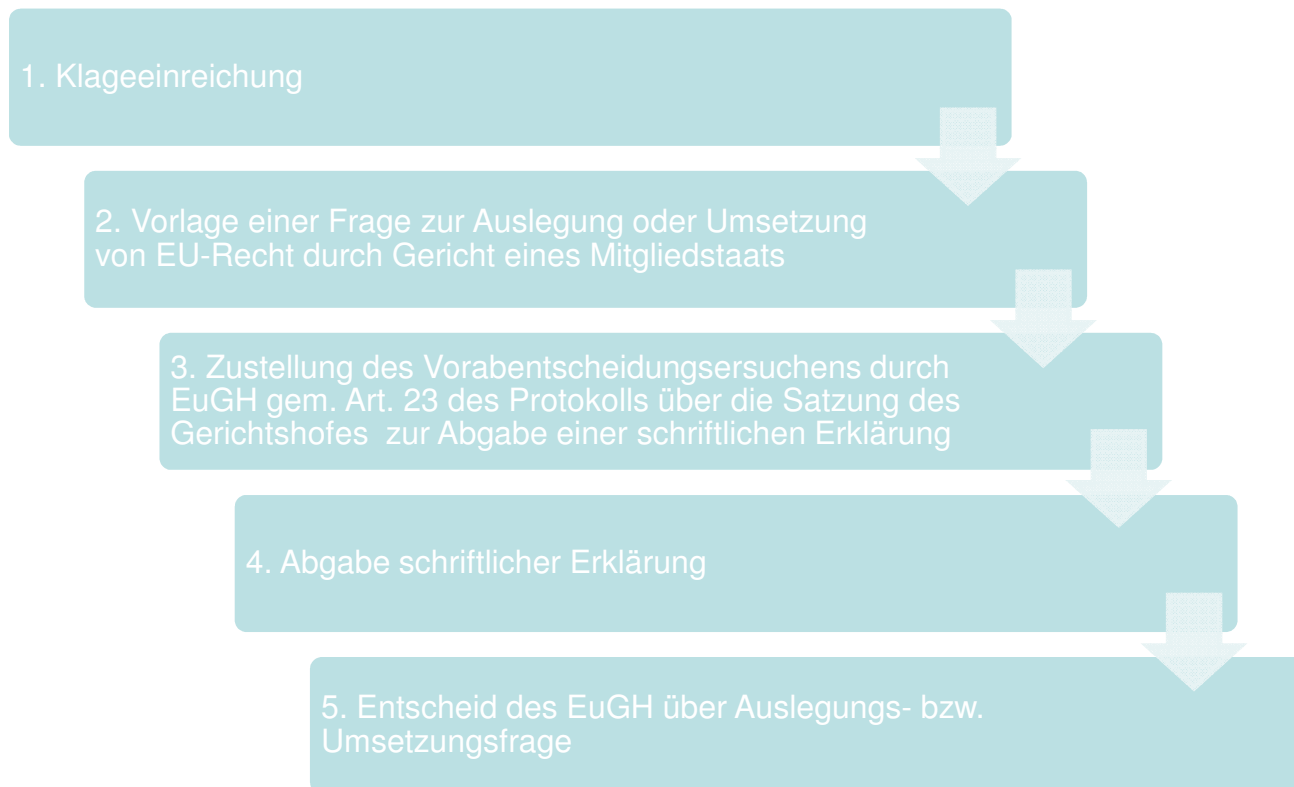 1. Klageeinreichung
2. Vorlage einer Frage zur Auslegung oder Umsetzung
von EU-Recht durch Gericht eines Mitgliedstaats
3. Zustellung des Vorabentscheidungsersuchens durch
EuGH gem. Art. 23 des Protokolls über die Satzung des
Gerichtshofes  zur Abgabe einer schriftlichen Erklärung
4. Abgabe schriftlicher Erklärung
5. Entscheid des EuGH über Auslegungs- bzw.
Umsetzungsfrage